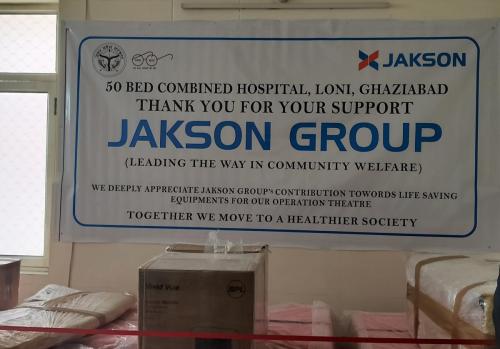 JAKSON
50 BED COMBINED HOSPITAL, LONI, GHAZIABAD
THANK YOU FOR YOUR SUPPORT
JAKSON GROUP
(LEADING THE WAY IN COMMUNITY WELFARE)
WE DEEPLY APPRECIATE JAKSON GROUP'S CONTRIBUTION TOWARDS LIFE SAVING
EQUIPMENTS FOR OUR OPERATION THEATRE
TOGETHER WE MOVE TO A HEALTHIER SOCIETY
BPL